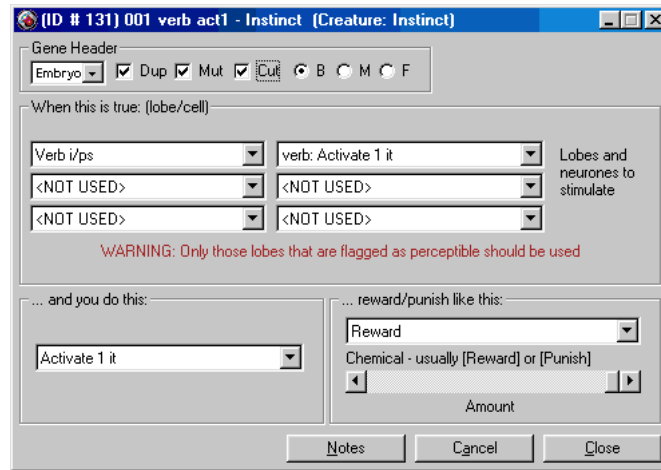 (ID # 131) 001 verb act1 - Instinct (Creature: Instinct)
Gene Header
Embryo Dup Mut Cut B M F
When this is true: (lobe/cell)
Verb i/ps verb: Activate 1 it
Lobes and
neurones to
stimulate
<NOT USED> <NOT USED>
<NOT USED> <NOT USED>
WARNING: Only those lobes that are flagged as perceptible should be used
... and you do this:
Activate 1 it
... reward/punish like this:
Reward
Chemical - usually [Reward] or [Punish]
Amount
Notes Cancel Close